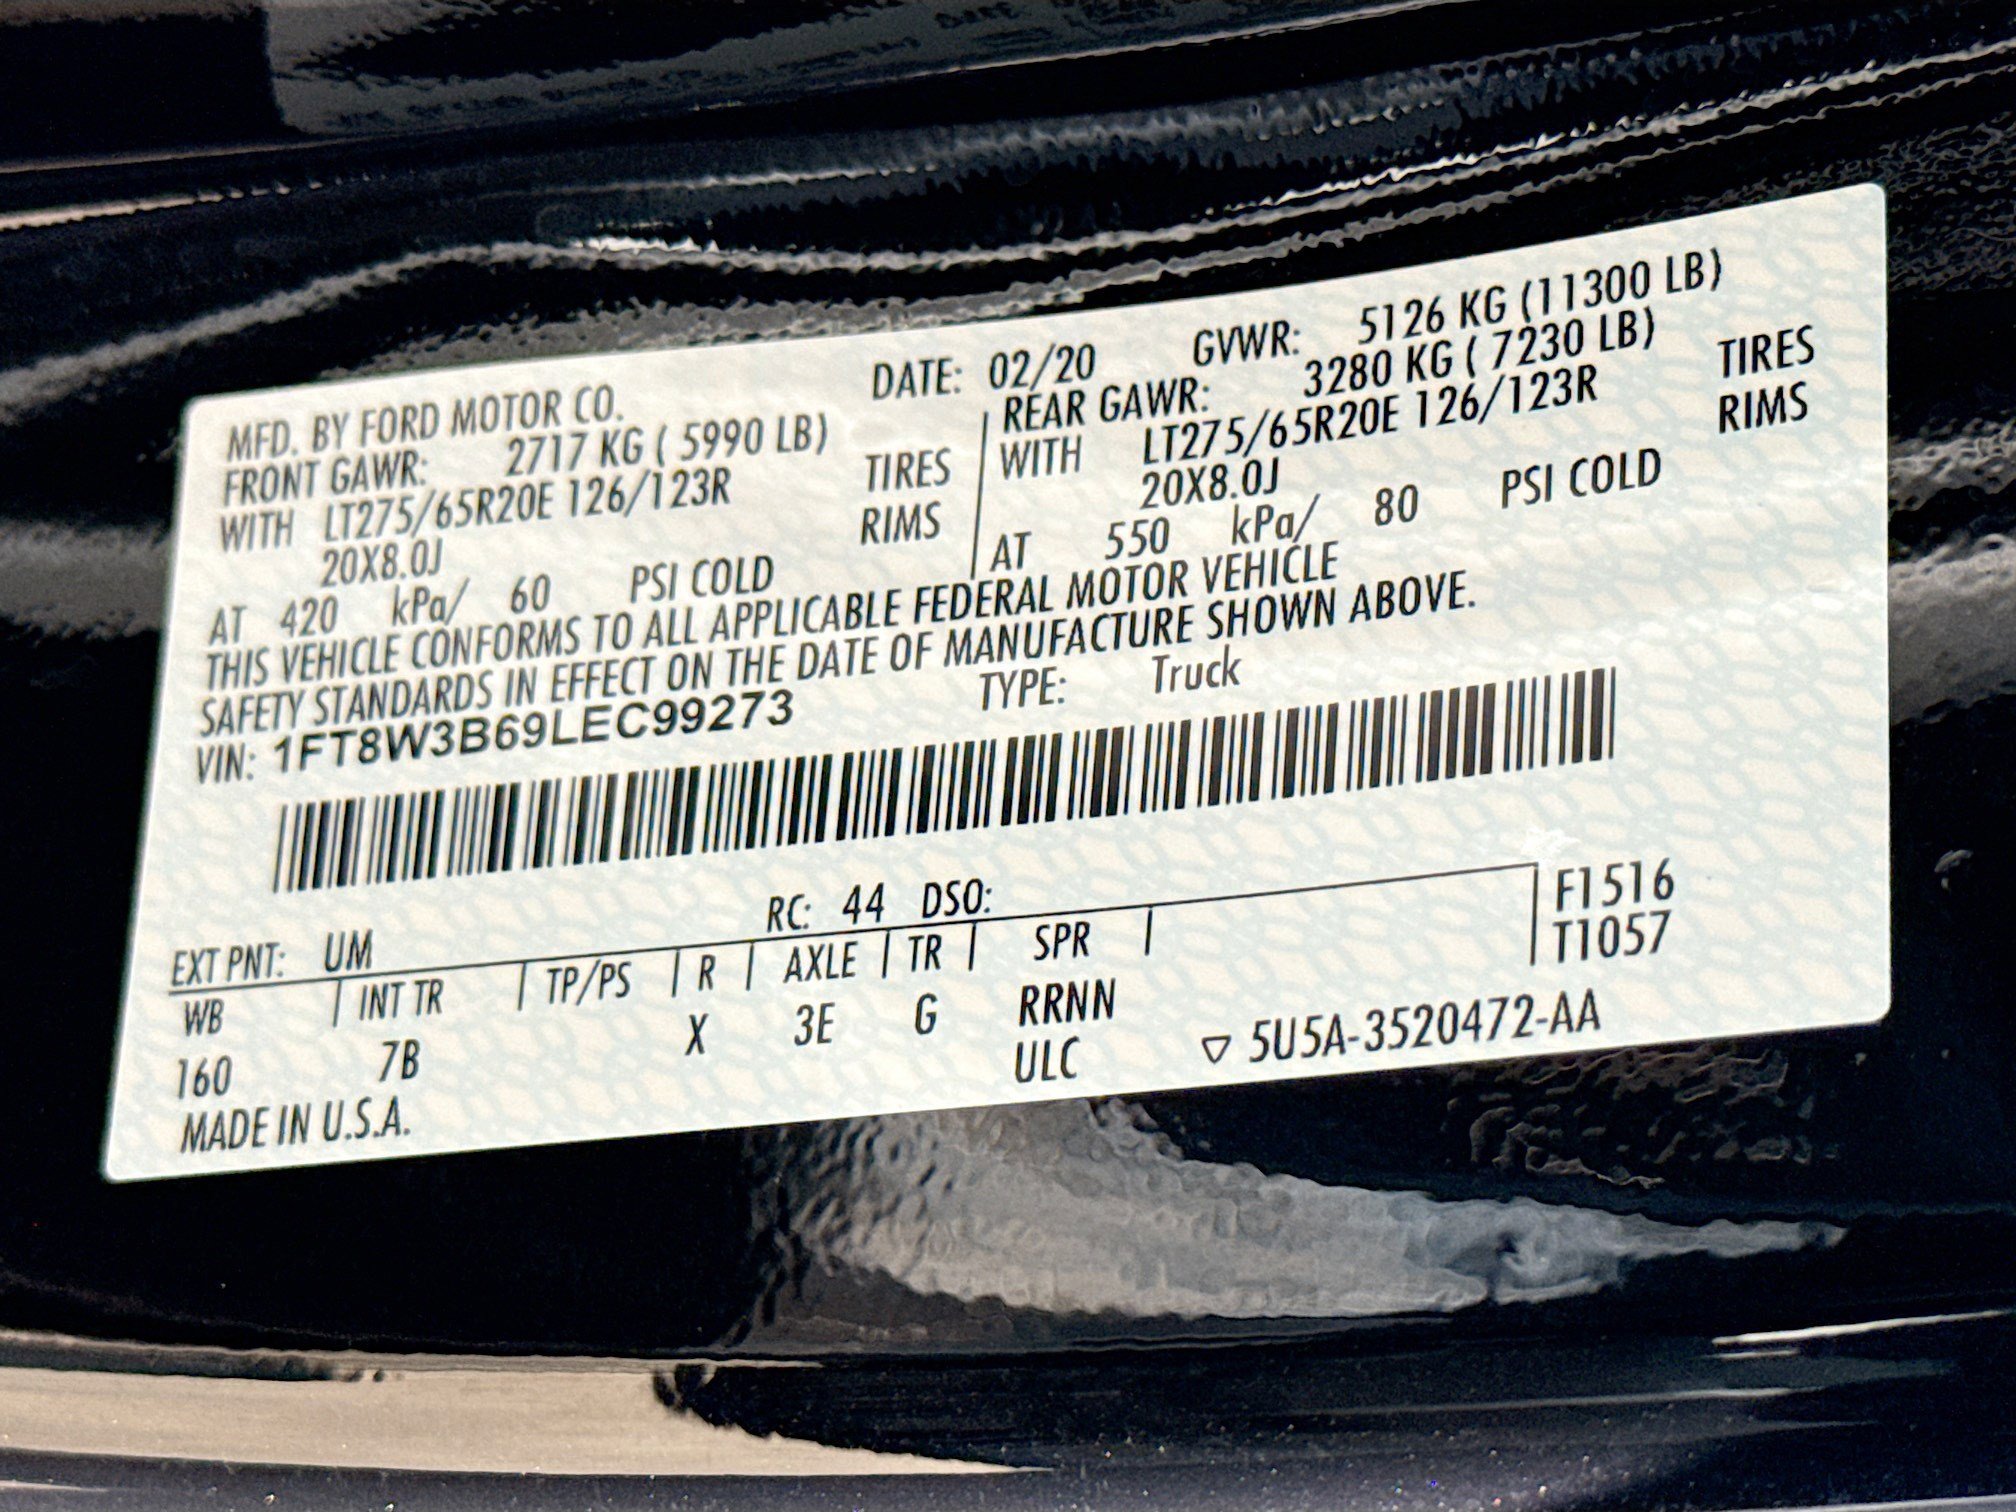 MFD. BY FORD MOTOR CO. DATE: 02/20 GVWR: 5126 KG (11300 LB)
FRONT GAWR: 2717 KG ( 5990 LB) REAR GAWR: 3280 KG ( 7230 LB)
WITH LT275/65R20E 126/123R TIRES WITH LT275/65R20E 126/123R TIRES
20X8.0J RIMS 20X8.0J RIMS
AT 420 kPa/ 60 PSI COLD AT 550 kPa/ 80 PSI COLD
THIS VEHICLE CONFORMS TO ALL APPLICABLE FEDERAL MOTOR VEHICLE
SAFETY STANDARDS IN EFFECT ON THE DATE OF MANUFACTURE SHOWN ABOVE.
VIN: 1FT8W3B69LEC99273 TYPE: Truck
EXT PNT: UM RC: 44 DSO: F1516
WB INT TR TP/PS R AXLE TR SPR T1057
160 7B X 3E G RRNN
MADE IN U.S.A. ULC ▽ 5U5A-3520472-AA